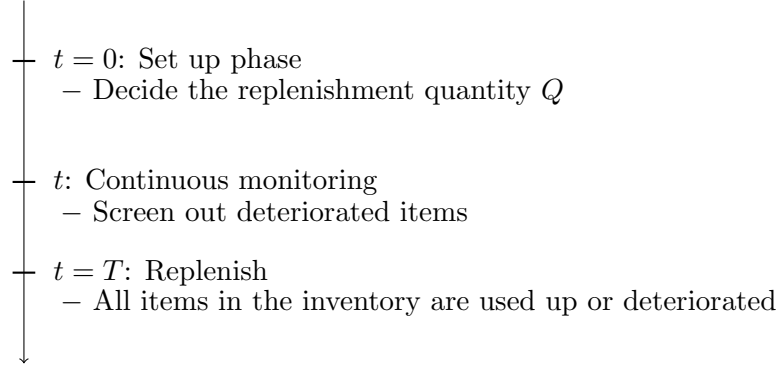 t = 0: Set up phase
– Decide the replenishment quantity Q
t: Continuous monitoring
– Screen out deteriorated items
t = T: Replenish
– All items in the inventory are used up or deteriorated